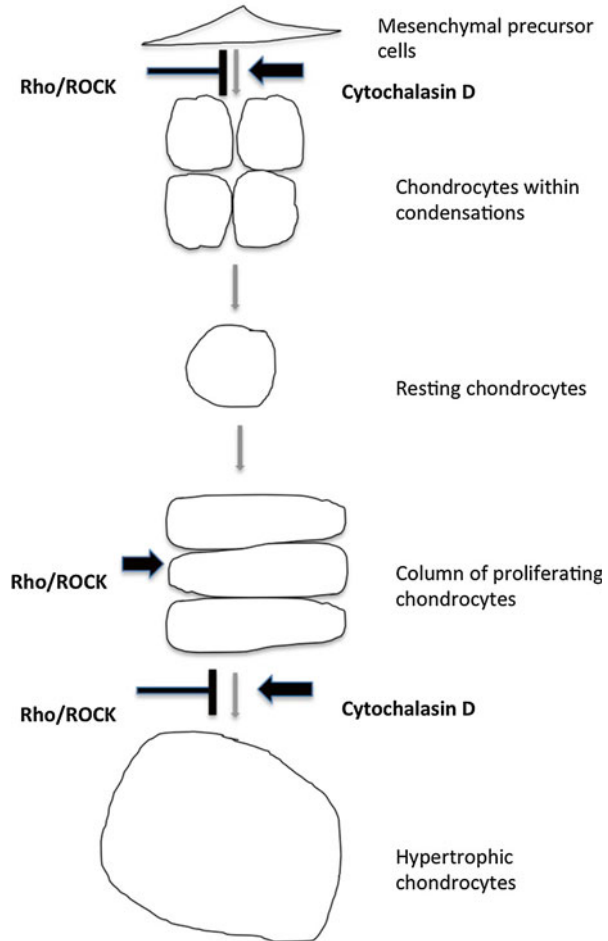 Mesenchymal precursor
cells
Rho/ROCK
Cytochalasin D
Chondrocytes within
condensations
Resting chondrocytes
Rho/ROCK
Column of proliferating
chondrocytes
Rho/ROCK
Cytochalasin D
Hypertrophic
chondrocytes